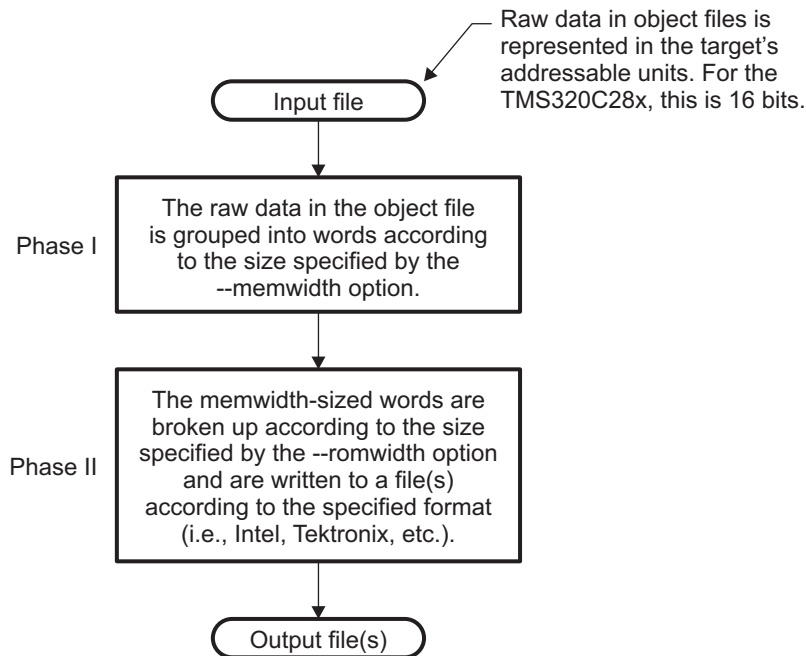 Raw data in object files is
represented in the target's
addressable units. For the
TMS320C28x, this is 16 bits.
Input file
Phase I
The raw data in the object file
is grouped into words according
to the size specified by the
--memwidth option.
Phase II
The memwidth-sized words are
broken up according to the size
specified by the --romwidth option
and are written to a file(s)
according to the specified format
(i.e., Intel, Tektronix, etc.).
Output file(s)